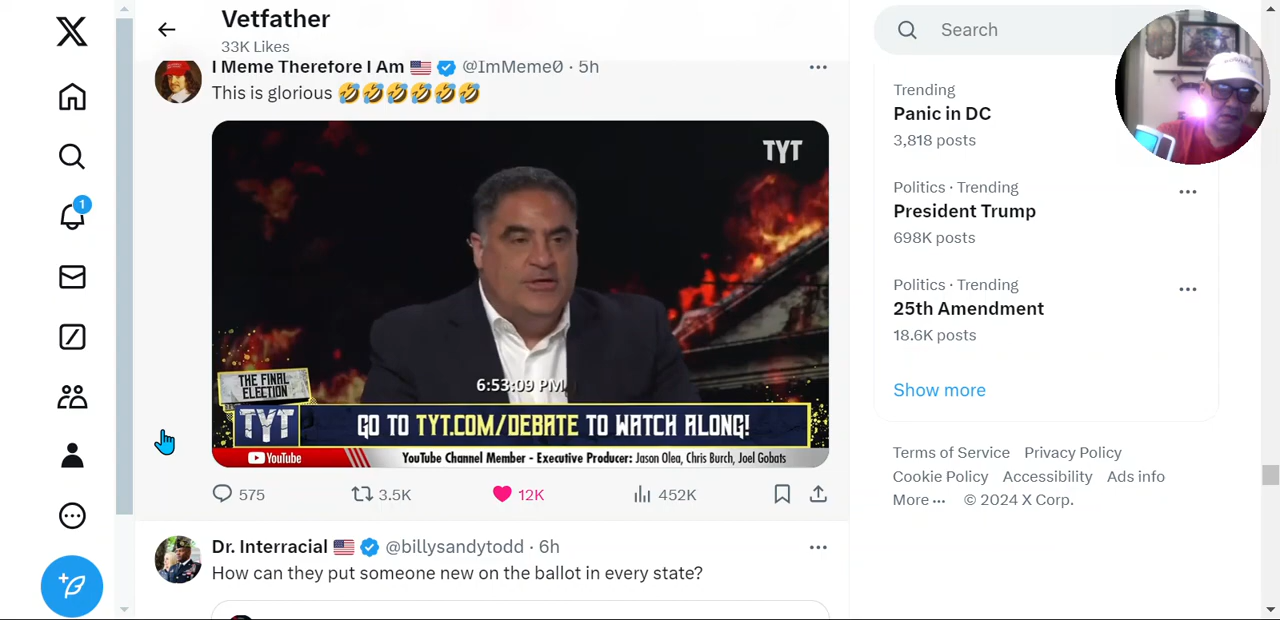 Vetfather
33K Likes
I Meme Therefore I Am 🇺🇸 @ImMeme0 · 5h
This is glorious 🤣🤣🤣🤣🤣🤣
TYT
6:53:09 PM
THE FINAL
ELECTION
TYT
GO TO TYT.COM/DEBATE TO WATCH ALONG!
YouTube
YouTube Channel Member - Executive Producer: Jason Olea, Chris Burch, Joel Gobats
575 3.5K 12K 452K
Dr. Interracial 🇺🇸 @billysandytodd · 6h
How can they put someone new on the ballot in every state?
1
Search
Trending
Panic in DC
3,818 posts
Politics · Trending
President Trump
698K posts
Politics · Trending
25th Amendment
18.6K posts
Show more
Terms of Service Privacy Policy
Cookie Policy Accessibility Ads info
More ··· © 2024 X Corp.